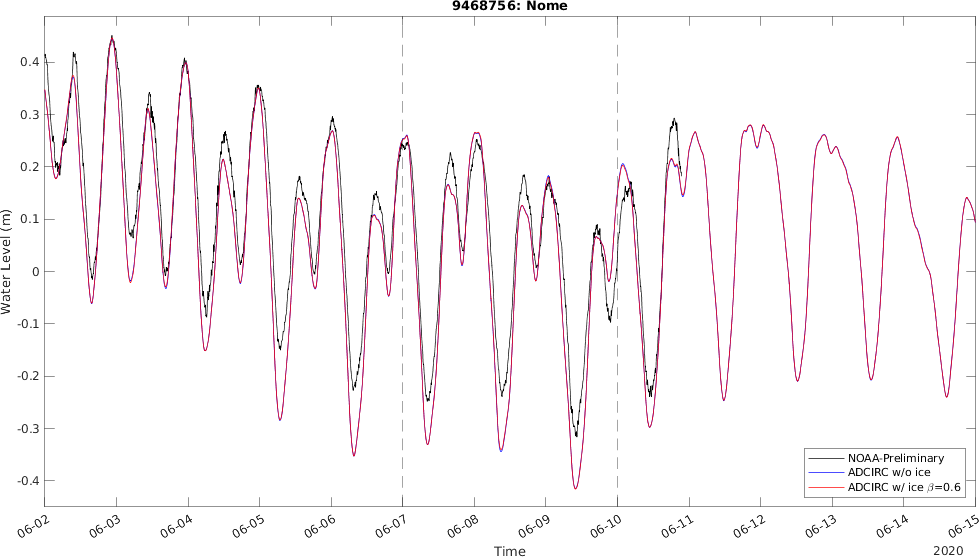 9468756: Nome
Water Level (m)
0.4
0.3
0.2
0.1
0
-0.1
-0.2
-0.3
-0.4
NOAA-Preliminary
ADCIRC w/o ice
ADCIRC w/ ice β=0.6
06-02 06-03 06-04 06-05 06-06 06-07 06-08 06-09 06-10 06-11 06-12 06-13 06-14 06-15
Time
2020